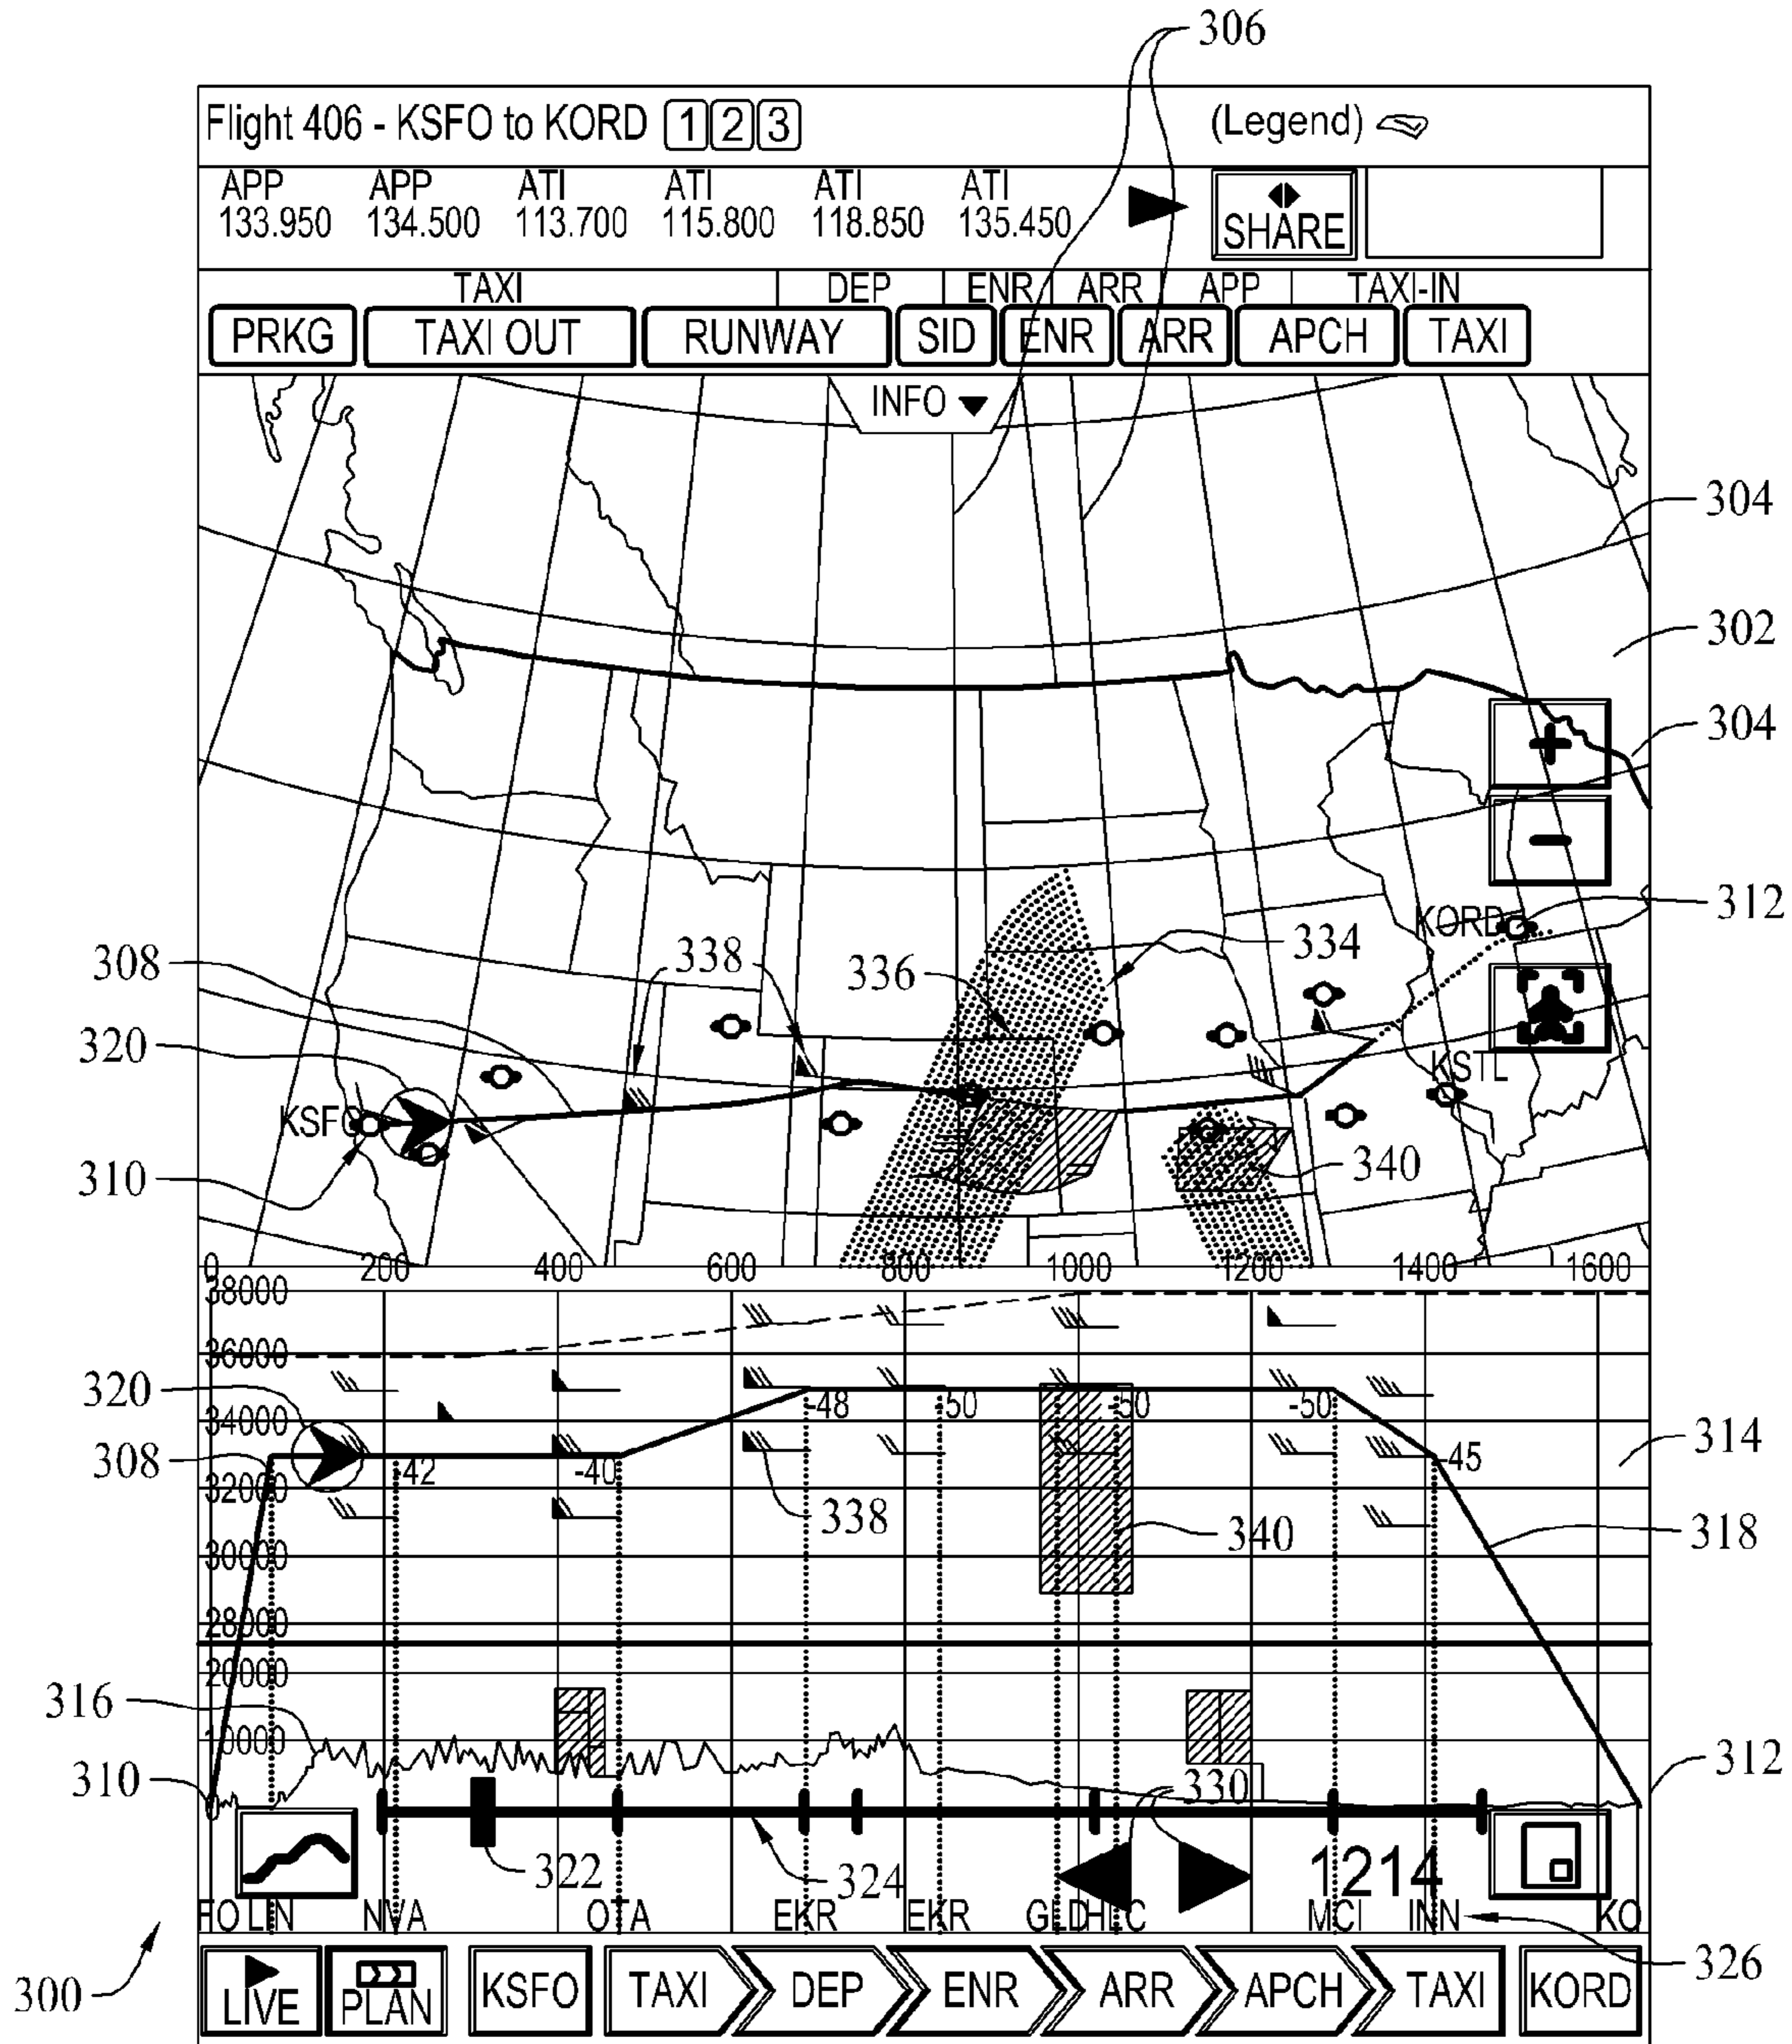 306
Flight 406 - KSFO to KORD 1 2 3 (Legend)
APP APP ATI ATI ATI ATI
133.950 134.500 113.700 115.800 118.850 135.450 SHARE
TAXI DEP ENR ARR APP TAXI-IN
PRKG TAXI OUT RUNWAY SID ENR ARR APCH TAXI
INFO
304
302
304
KORD 312
308 338 336 334
320
KSTL
KSFO
310 340
0 200 400 600 800 1000 1200 1400 1600
38000
36000
320
34000 -48 -50 -50 -50
308 314
-42 -40 -45
32000 338 340 318
30000
28000
20000
316
10000
310 330 312
0
322 324 1214
FO LIN NVA OTA EKR EKR GLD HLC MCI INN KO
300 326
LIVE PLAN KSFO TAXI DEP ENR ARR APCH TAXI KORD